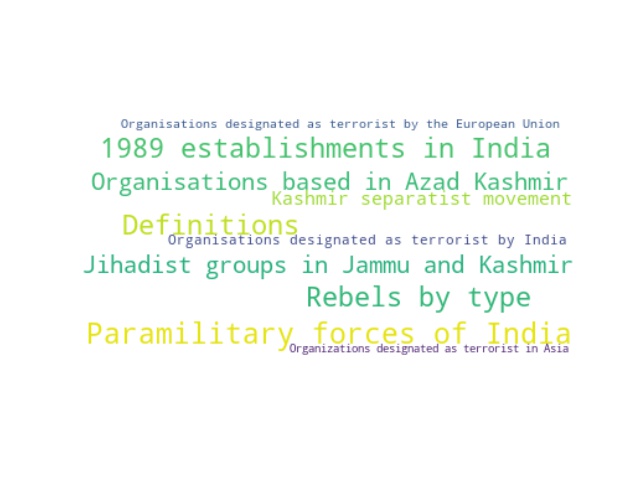 Organisations designated as terrorist by the European Union
1989 establishments in India
Organisations based in Azad Kashmir
Kashmir separatist movement
Definitions
Organisations designated as terrorist by India
Jihadist groups in Jammu and Kashmir
Rebels by type
Paramilitary forces of India
Organizations designated as terrorist in Asia